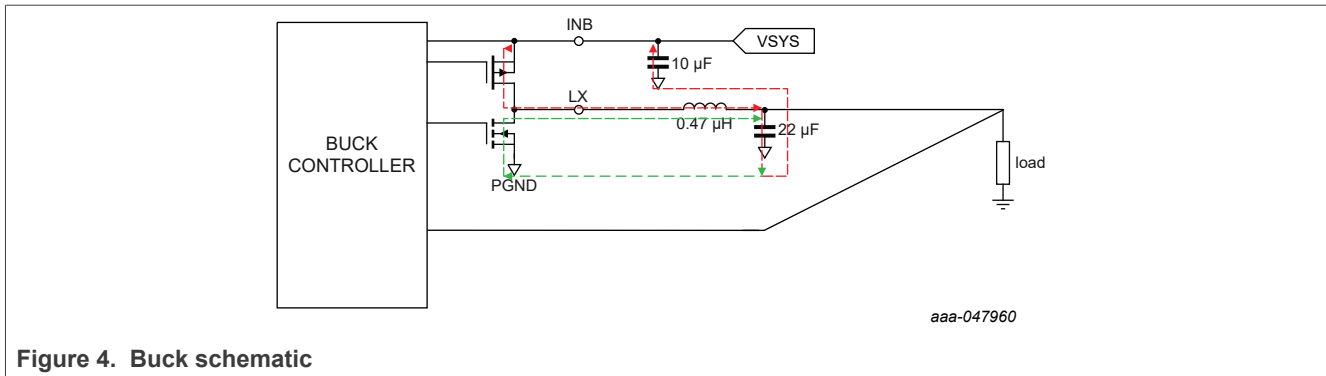 INB
VSYS
10 µF
LX
0.47 µH
22 µF
BUCK
CONTROLLER
load
PGND
aaa-047960
Figure 4. Buck schematic